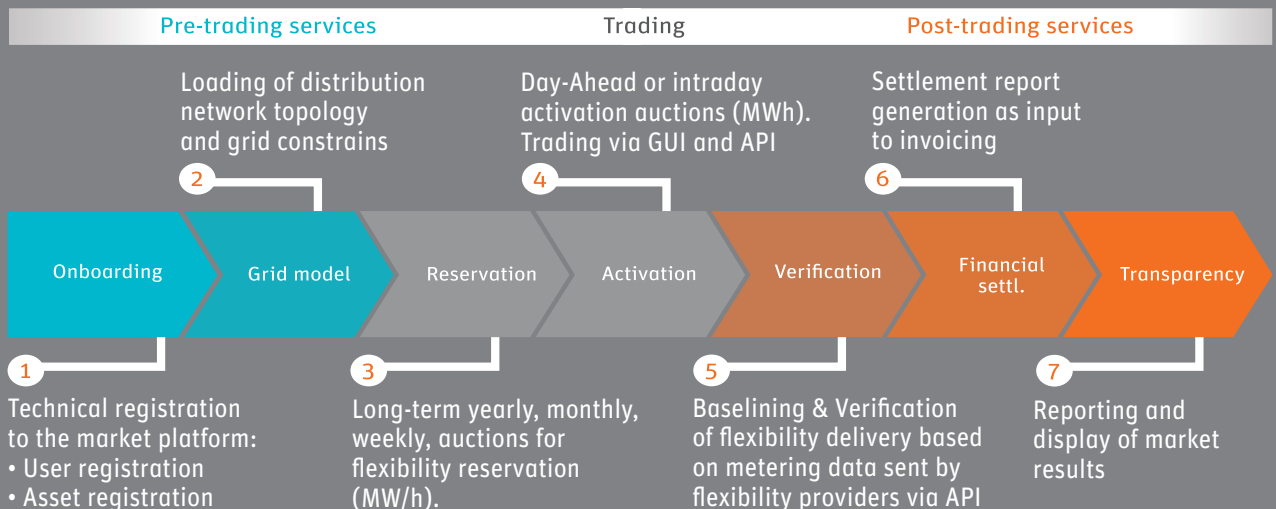 Pre-trading services
Trading
Post-trading services
Loading of distribution
network topology
and grid constrains
Day-Ahead or intraday
activation auctions (MWh).
Trading via GUI and API
Settlement report
generation as input
to invoicing
2
4
6
Onboarding
Grid model
Reservation
Activation
Verification
Financial
settl.
Transparency
1
3
5
7
Technical registration
to the market platform:
• User registration
• Asset registration
Long-term yearly, monthly,
weekly, auctions for
flexibility reservation
(MW/h).
Baselining & Verification
of flexibility delivery based
on metering data sent by
flexibility providers via API
Reporting and
display of market
results